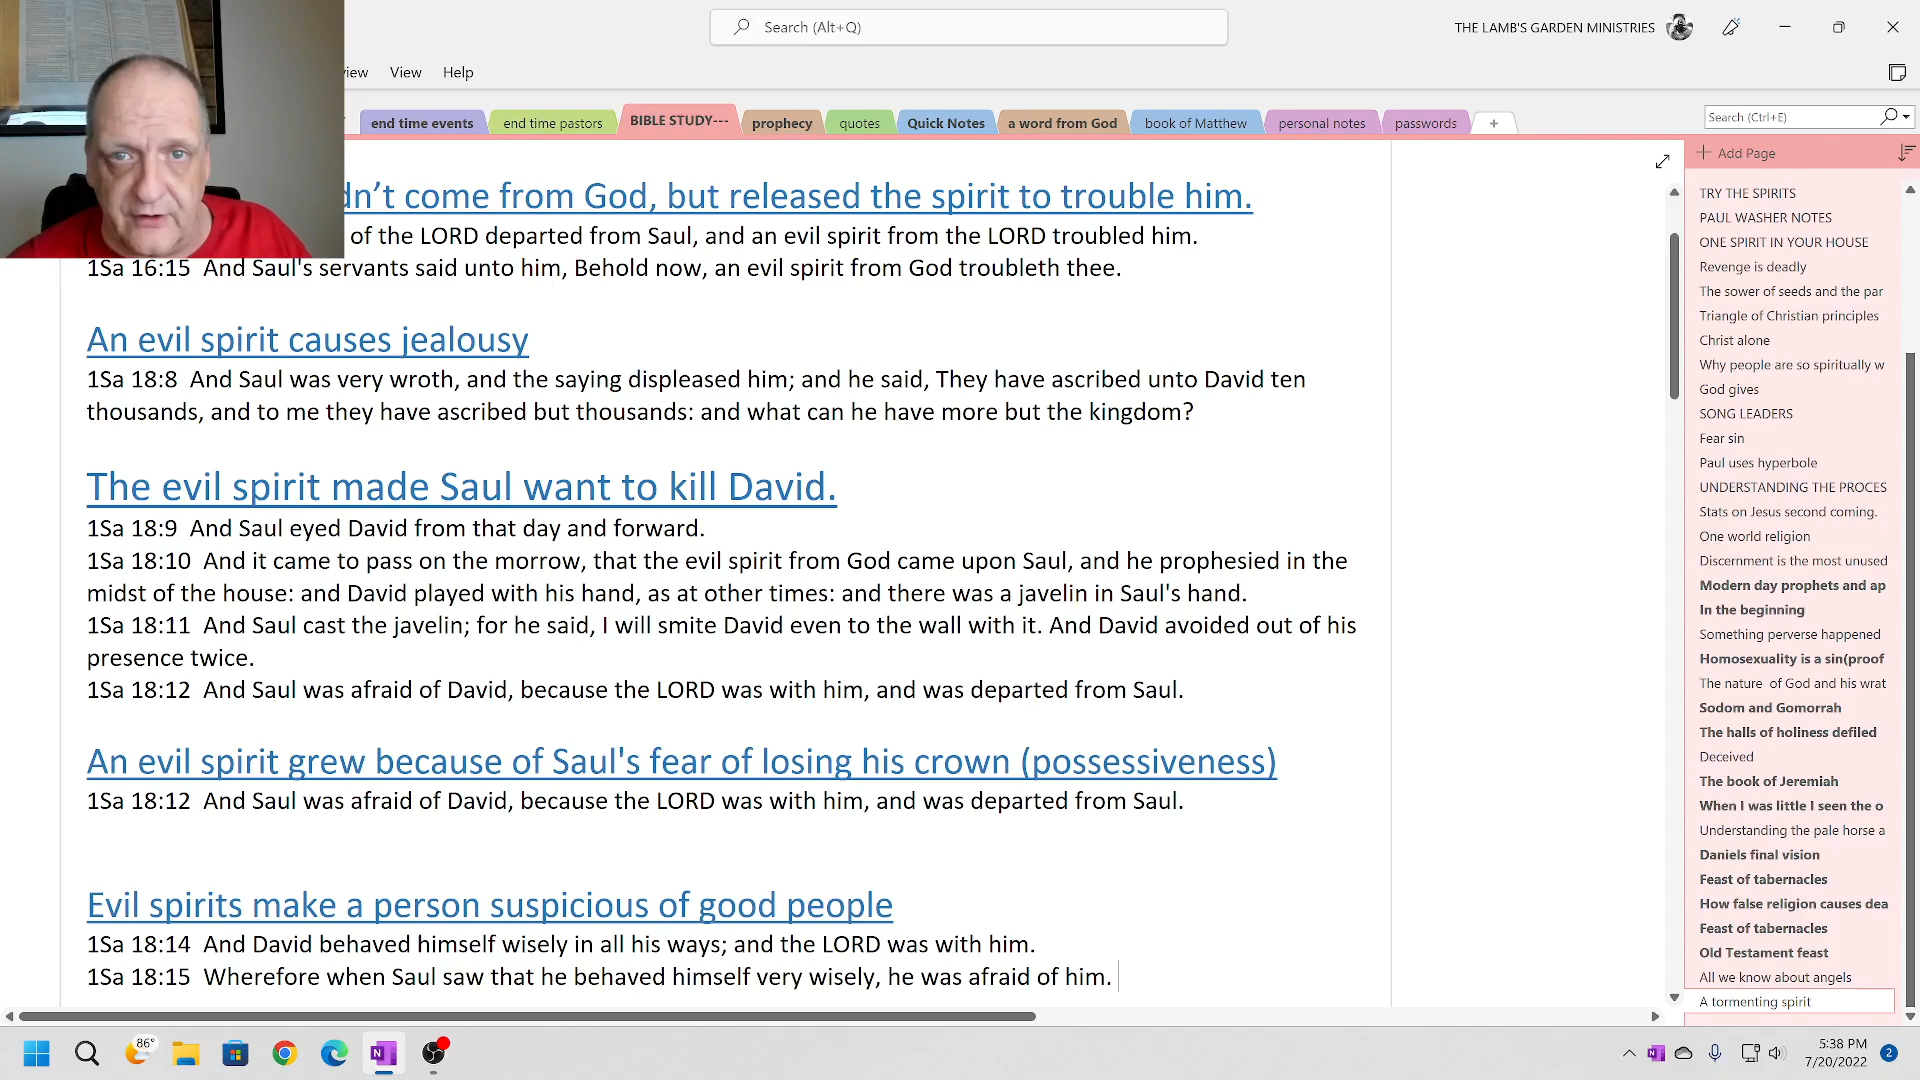 Search (Alt+Q)
THE LAMB'S GARDEN MINISTRIES
View
Help
end time events
end time pastors
BIBLE STUDY---
prophecy
quotes
Quick Notes
a word from God
book of Matthew
personal notes
passwords
Search (Ctrl+E)
Add Page
come from God, but released the spirit to trouble him.
of the LORD departed from Saul, and an evil spirit from the LORD troubled him.
1Sa 16:15 And Saul's servants said unto him, Behold now, an evil spirit from God troubleth thee.
An evil spirit causes jealousy
1Sa 18:8 And Saul was very wroth, and the saying displeased him; and he said, They have ascribed unto David ten
thousands, and to me they have ascribed but thousands: and what can he have more but the kingdom?
The evil spirit made Saul want to kill David.
1Sa 18:9 And Saul eyed David from that day and forward.
1Sa 18:10 And it came to pass on the morrow, that the evil spirit from God came upon Saul, and he prophesied in the
midst of the house: and David played with his hand, as at other times: and there was a javelin in Saul's hand.
1Sa 18:11 And Saul cast the javelin; for he said, I will smite David even to the wall with it. And David avoided out of his
presence twice.
1Sa 18:12 And Saul was afraid of David, because the LORD was with him, and was departed from Saul.
An evil spirit grew because of Saul's fear of losing his crown (possessiveness)
1Sa 18:12 And Saul was afraid of David, because the LORD was with him, and was departed from Saul.
Evil spirits make a person suspicious of good people
1Sa 18:14 And David behaved himself wisely in all his ways; and the LORD was with him.
1Sa 18:15 Wherefore when Saul saw that he behaved himself very wisely, he was afraid of him.
TRY THE SPIRITS
PAUL WASHER NOTES
ONE SPIRIT IN YOUR HOUSE
Revenge is deadly
The sower of seeds and the par
Triangle of Christian principles
Christ alone
Why people are so spiritually w
God gives
SONG LEADERS
Fear sin
Paul uses hyperbole
UNDERSTANDING THE PROCES
Stats on Jesus second coming.
One world religion
Discernment is the most unused
Modern day prophets and ap
In the beginning
Something perverse happened
Homosexuality is a sin(proof
The nature of God and his wrat
Sodom and Gomorrah
The halls of holiness defiled
Deceived
The book of Jeremiah
When I was little I seen the o
Understanding the pale horse a
Daniels final vision
Feast of tabernacles
How false religion causes dea
Feast of tabernacles
Old Testament feast
All we know about angels
A tormenting spirit
86°
5:38 PM
7/20/2022
2